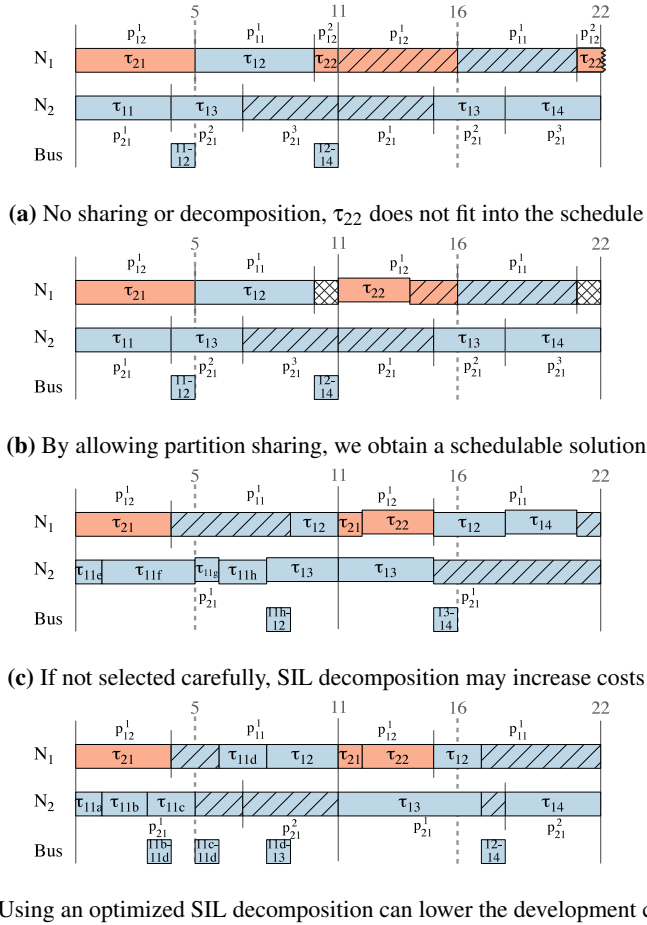 5 11 16 22
p¹₁₂ p¹₁₁ p²₁₂ p¹₁₂ p¹₁₁ p²₁₂
N₁ τ₂₁ τ₁₂ τ₂₂ τ₂₂
N₂ τ₁₁ τ₁₃ τ₁₃ τ₁₄
p¹₂₁ p²₂₁ p³₂₁ p¹₂₁ p²₂₁ p³₂₁
Bus 11-12 12-14
(a) No sharing or decomposition, τ₂₂ does not fit into the schedule
5 11 16 22
p¹₁₂ p¹₁₁ p¹₁₂ p¹₁₁
N₁ τ₂₁ τ₁₂ τ₂₂
N₂ τ₁₁ τ₁₃ τ₁₃ τ₁₄
p¹₂₁ p²₂₁ p³₂₁ p¹₂₁ p²₂₁ p³₂₁
Bus 11-12 12-14
(b) By allowing partition sharing, we obtain a schedulable solution
5 11 16 22
p¹₁₂ p¹₁₁ p¹₁₂ p¹₁₁
N₁ τ₂₁ τ₁₂ τ₂₁ τ₂₂ τ₁₂ τ₁₄
N₂ τ₁₁e τ₁₁f τ₁₁g τ₁₁h τ₁₃ τ₁₃
p¹₂₁ p¹₂₁
Bus 11h-12 13-14
(c) If not selected carefully, SIL decomposition may increase costs
5 11 16 22
p¹₁₂ p¹₁₁ p¹₁₂ p¹₁₁
N₁ τ₂₁ τ₁₁d τ₁₂ τ₂₁ τ₂₂ τ₁₂
N₂ τ₁₁a τ₁₁b τ₁₁c τ₁₃ τ₁₄
p¹₂₁ p²₂₁ p¹₂₁ p²₂₁
Bus 11b-11d 11c-11d 11d-13 12-14
Using an optimized SIL decomposition can lower the development c